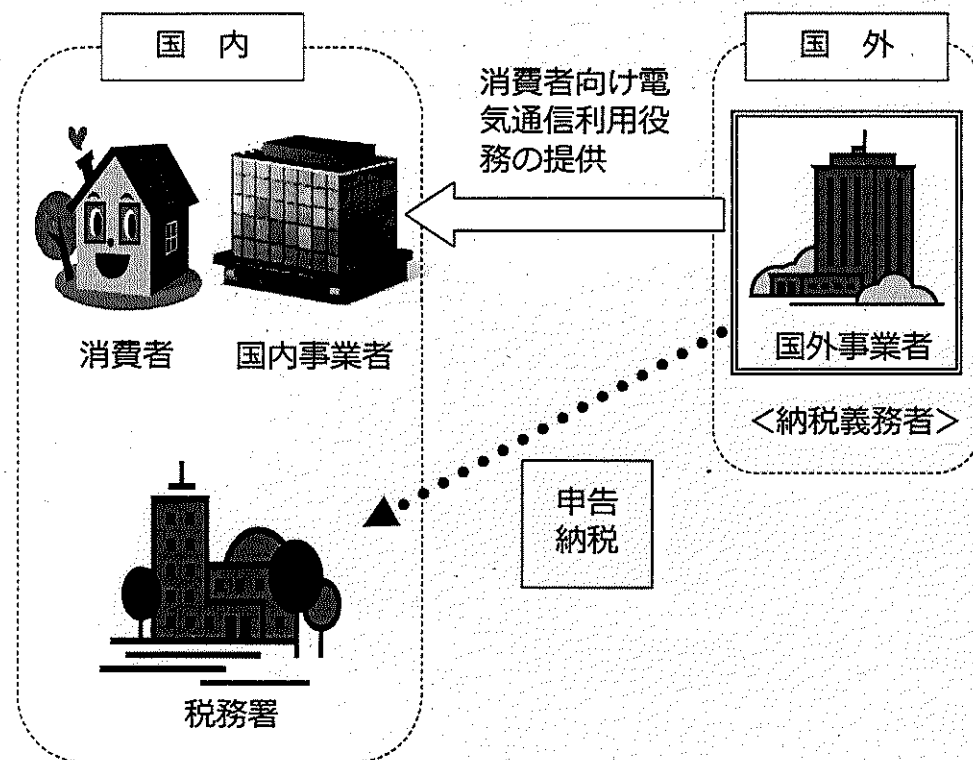 国 内
国 外
消費者向け電
気通信利用役
務の提供
消費者
国内事業者
国外事業者
＜納税義務者＞
申告
納税
税務署